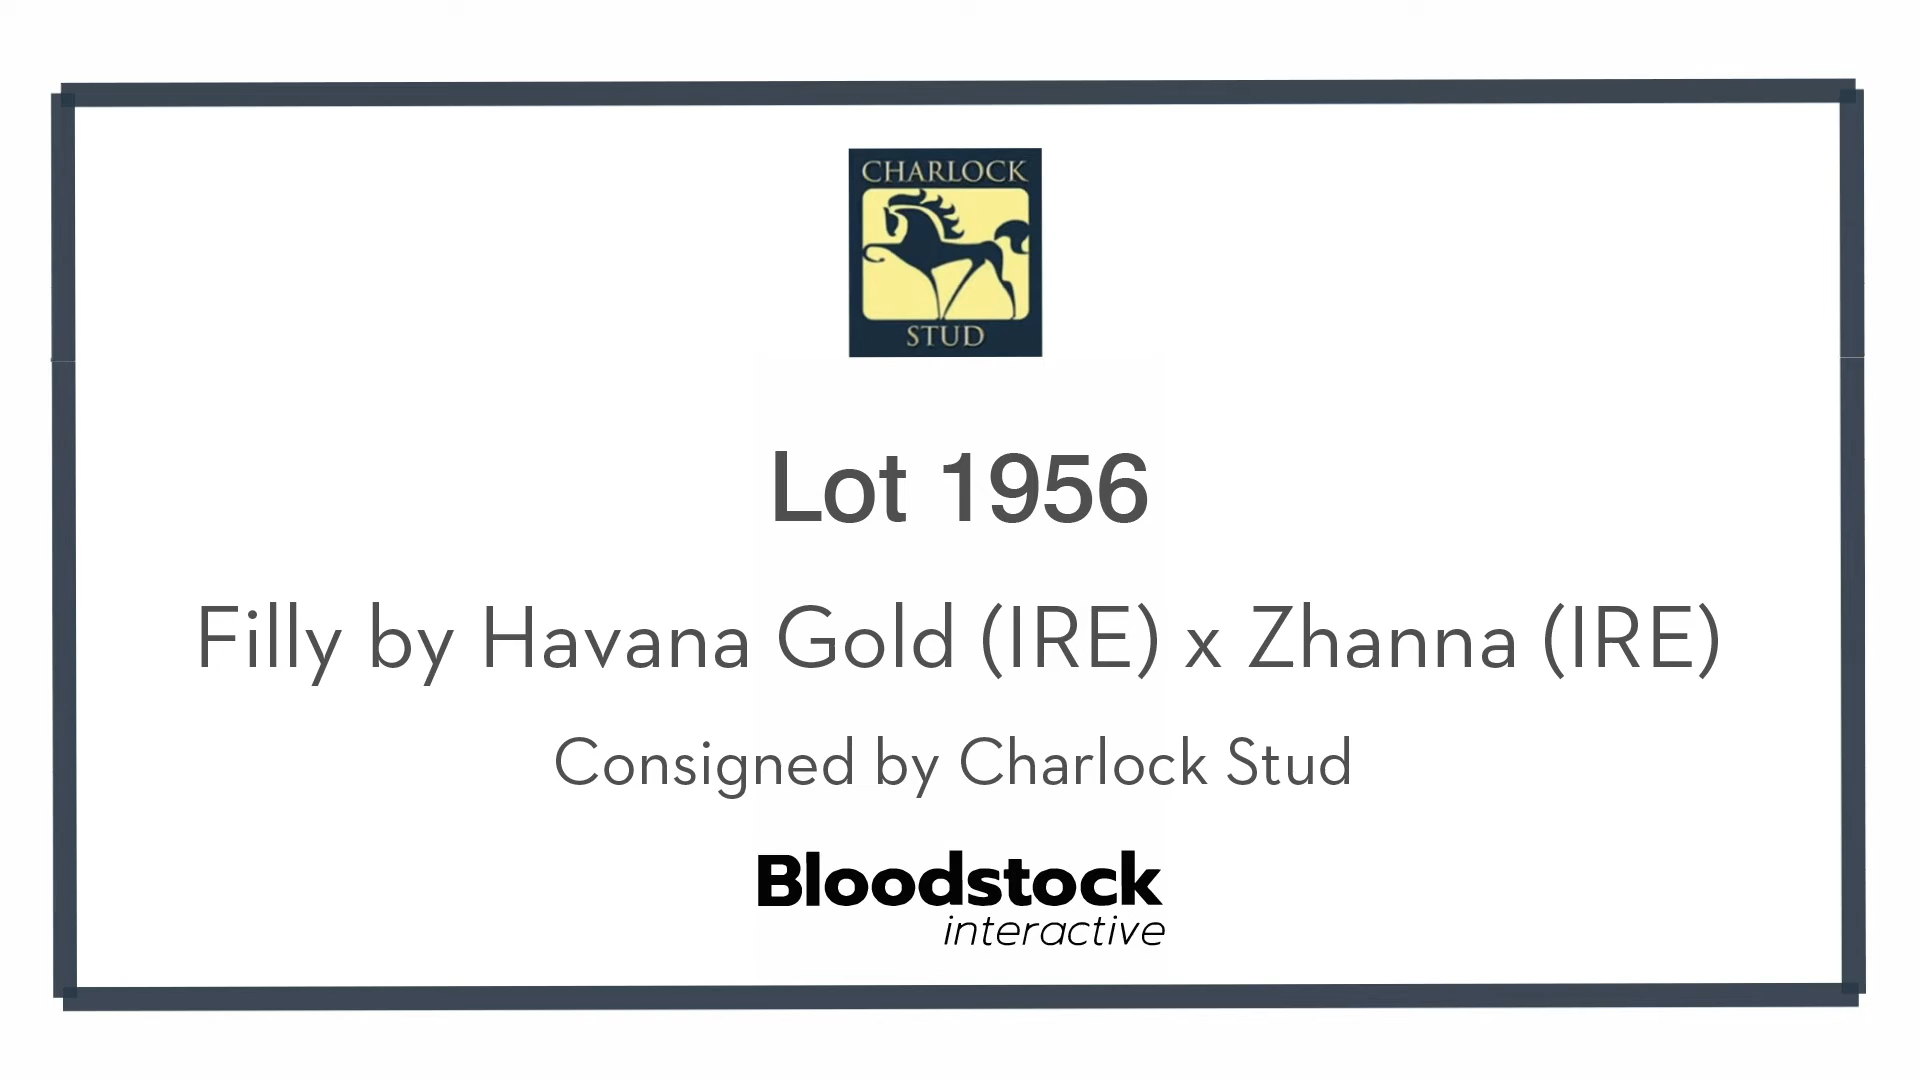 CHARLOCK
STUD
Lot 1956
Filly by Havana Gold (IRE) x Zhanna (IRE)
Consigned by Charlock Stud
Bloodstock
interactive